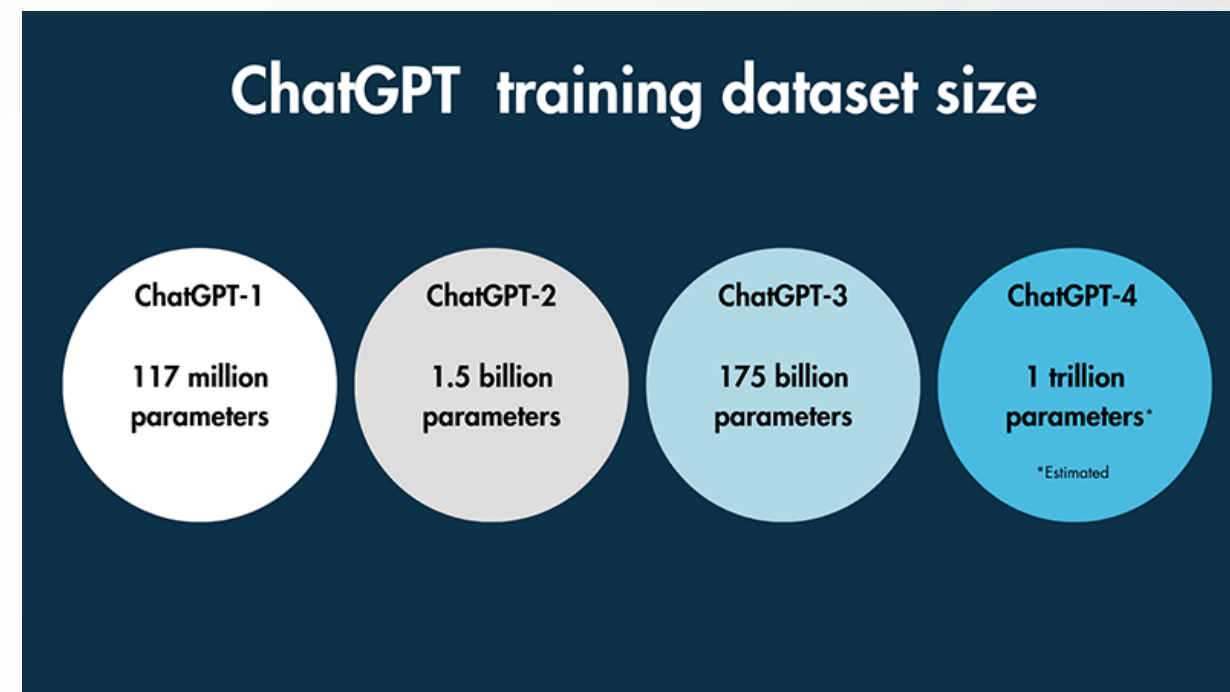 ChatGPT training dataset size
ChatGPT-1
117 million
parameters
ChatGPT-2
1.5 billion
parameters
ChatGPT-3
175 billion
parameters
ChatGPT-4
1 trillion
parameters*
*Estimated